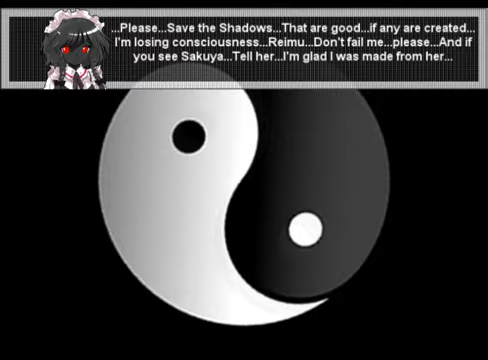 ...Please...Save the Shadows...That are good...if any are created...
I'm losing consciousness...Reimu...Don't fail me...please...And if
you see Sakuya...Tell her...I'm glad I was made from her...